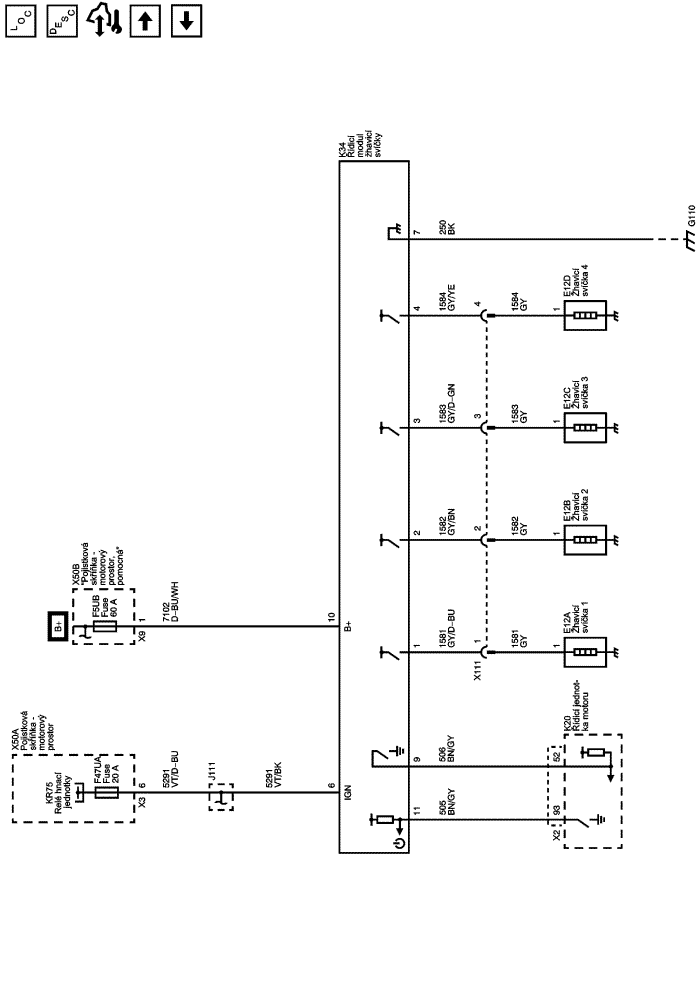 LOC
DESC
X50A
Pojistková
skříňka -
motorový
prostor
KR75
Relé hnací
jednotky
F47UA
Fuse
20 A
X3
6
5291
VT/D-BU
J111
5291
VT/BK
6
IGN
B+
X50B
"Pojistková
skříňka -
motorový
prostor,
pomocná"
F5UB
Fuse
60 A
X9
1
7102
D-BU/WH
10
B+
K34
Řídicí
modul
žhavicí
svíčky
11
505
BN/GY
X2
93
9
506
BN/GY
52
K20
Řídicí jednot-
ka motoru
1
1581
GY/D-BU
X111
1
1581
GY
1
E12A
Žhavicí
svíčka 1
2
1582
GY/BN
2
1582
GY
1
E12B
Žhavicí
svíčka 2
3
1583
GY/D-GN
3
1583
GY
1
E12C
Žhavicí
svíčka 3
4
1584
GY/YE
4
1584
GY
1
E12D
Žhavicí
svíčka 4
7
250
BK
G110